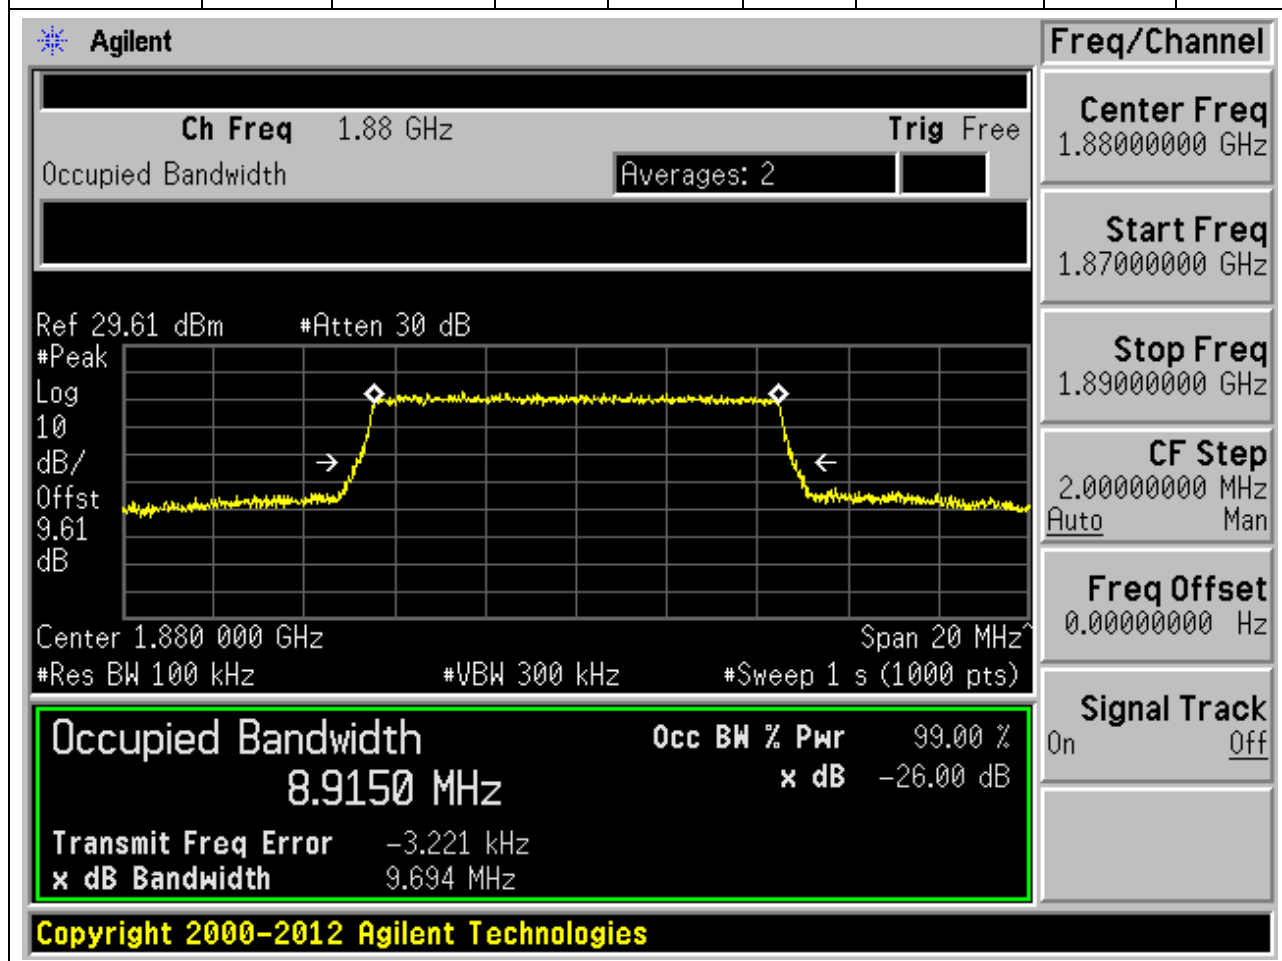 Agilent
Freq/Channel
Ch Freq 1.88 GHz Trig Free
Occupied Bandwidth Averages: 2
Center Freq
1.88000000 GHz
Start Freq
1.87000000 GHz
Stop Freq
1.89000000 GHz
CF Step
2.00000000 MHz
Auto Man
Freq Offset
0.00000000 Hz
Signal Track
On Off
Ref 29.61 dBm #Atten 30 dB
#Peak
Log
10
dB/
Offst
9.61
dB
Center 1.880 000 GHz Span 20 MHz^
#Res BW 100 kHz #VBW 300 kHz #Sweep 1 s (1000 pts)
Occupied Bandwidth Occ BW % Pwr 99.00 %
8.9150 MHz x dB -26.00 dB
Transmit Freq Error -3.221 kHz
x dB Bandwidth 9.694 MHz
Copyright 2000-2012 Agilent Technologies